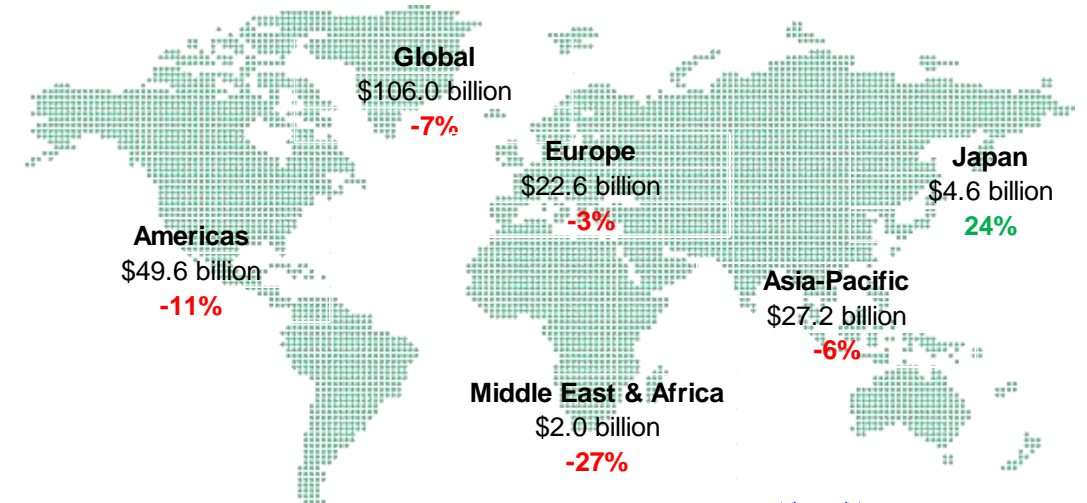 Global
$106.0 billion
-7%
Europe
$22.6 billion
-3%
Japan
$4.6 billion
24%
Americas
$49.6 billion
-11%
Asia-Pacific
$27.2 billion
-6%
Middle East & Africa
$2.0 billion
-27%